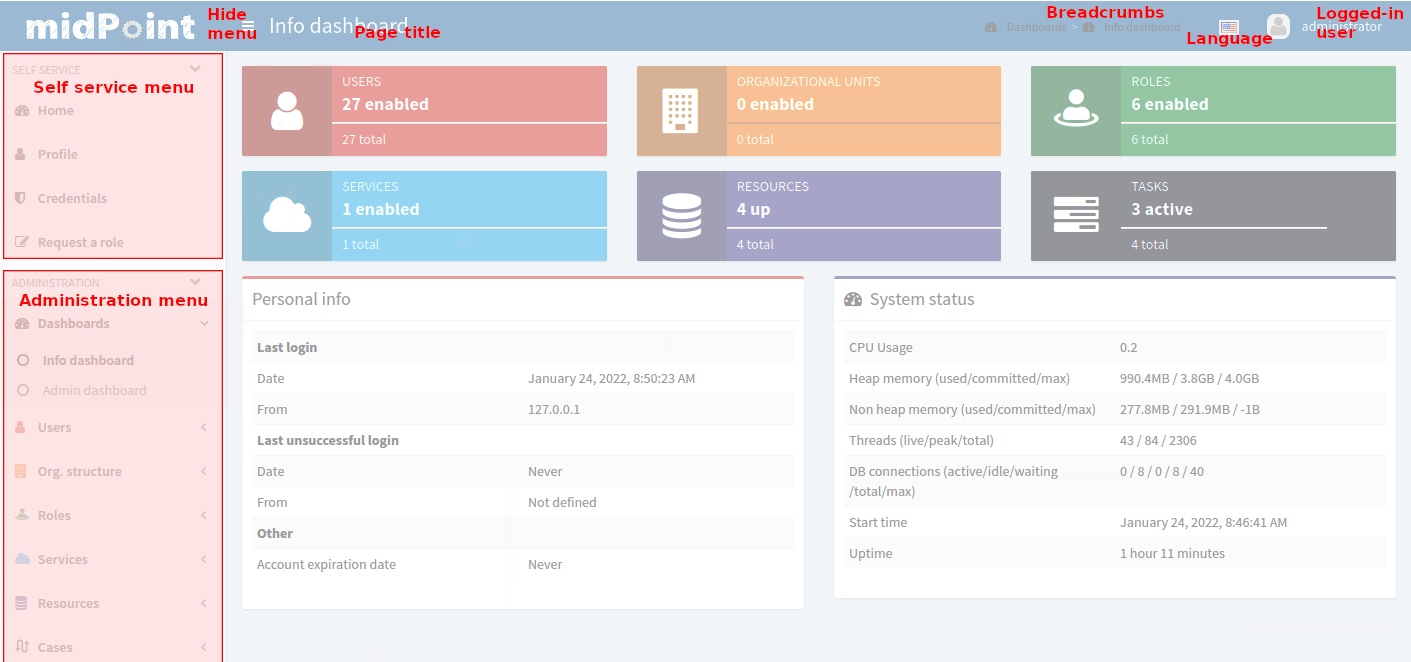 midPoint
Hide
menu
Info dashboard
Page title
Breadcrumbs
Dashboards > Info dashboard
Language
Logged-in
user
administrator
SELF SERVICE
Self service menu
Home
Profile
Credentials
Request a role
ADMINISTRATION
Administration menu
Dashboards
Info dashboard
Admin dashboard
Users
Org. structure
Roles
Services
Resources
Cases
USERS
27 enabled
27 total
ORGANIZATIONAL UNITS
0 enabled
0 total
ROLES
6 enabled
6 total
SERVICES
1 enabled
1 total
RESOURCES
4 up
4 total
TASKS
3 active
4 total
Personal info
Last login
Date January 24, 2022, 8:50:23 AM
From 127.0.0.1
Last unsuccessful login
Date Never
From Not defined
Other
Account expiration date Never
System status
CPU Usage 0.2
Heap memory (used/committed/max) 990.4MB / 3.8GB / 4.0GB
Non heap memory (used/committed/max) 277.8MB / 291.9MB / -1B
Threads (live/peak/total) 43 / 84 / 2306
DB connections (active/idle/waiting 0 / 8 / 0 / 8 / 40
/total/max)
Start time January 24, 2022, 8:46:41 AM
Uptime 1 hour 11 minutes